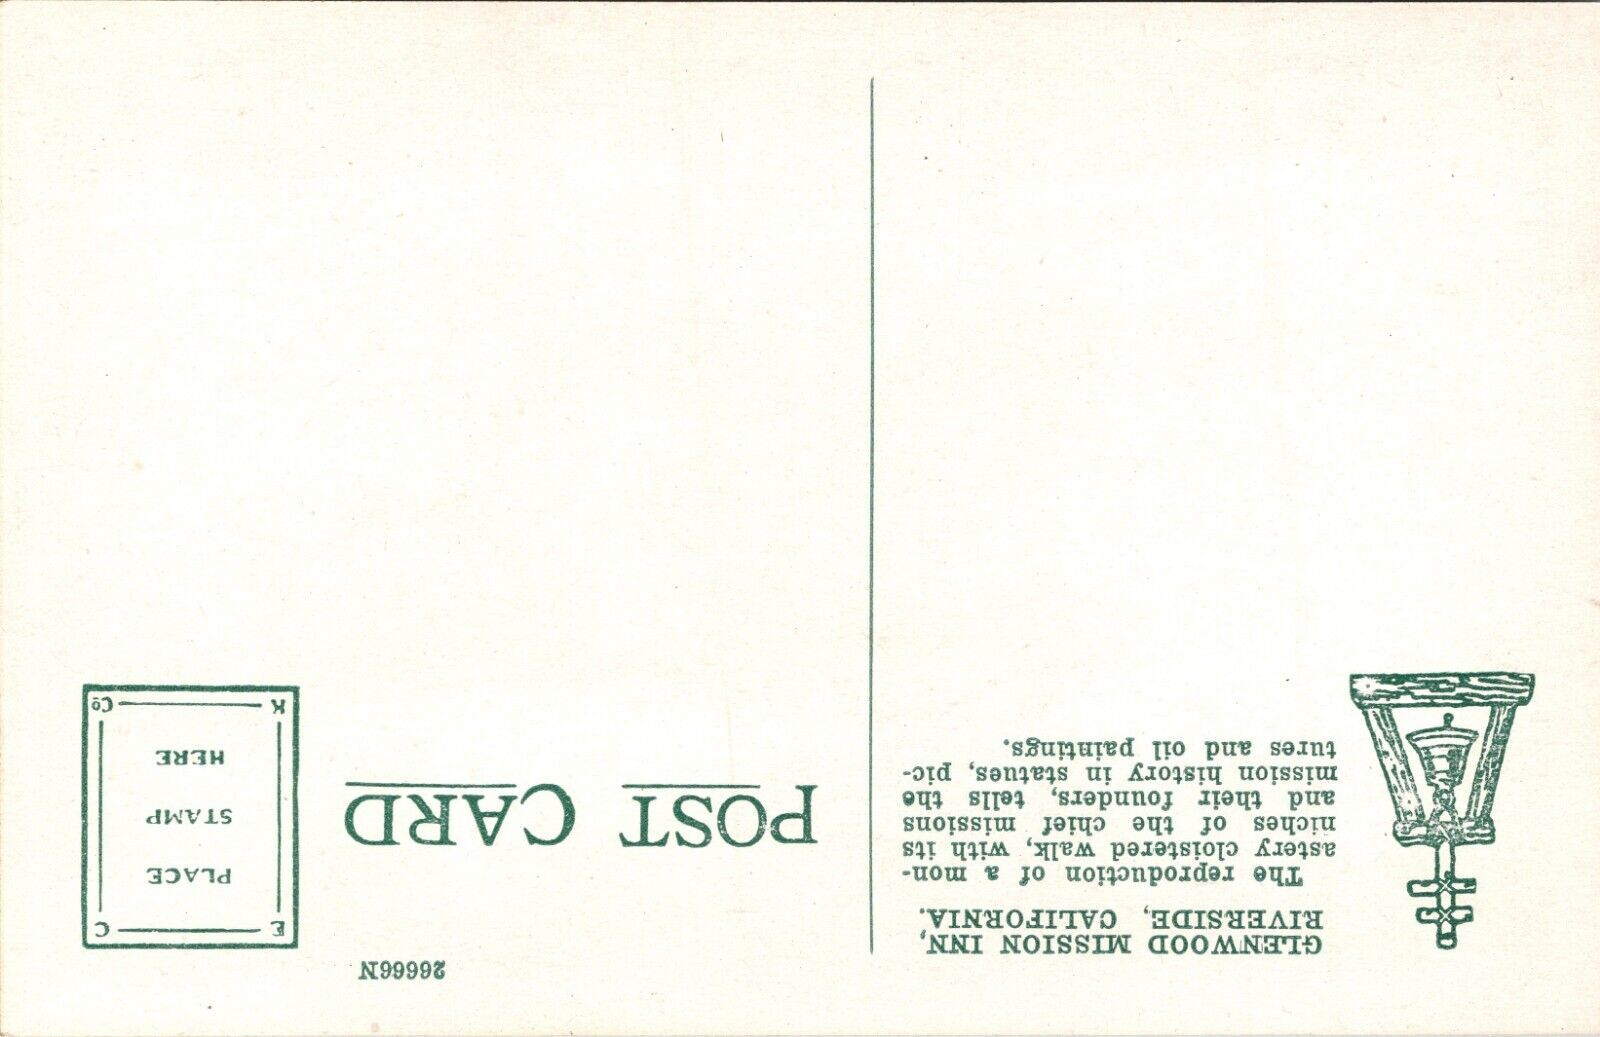 GLENWOOD MISSION INN,
RIVERSIDE, CALIFORNIA.
The reproduction of a mon-
astery cloistered walk, with its
niches of the chief missions
and their founders, tells the
mission history in statues, pic-
tures and oil paintings.
26666N
POST CARD
E C
PLACE
STAMP
HERE
K Co